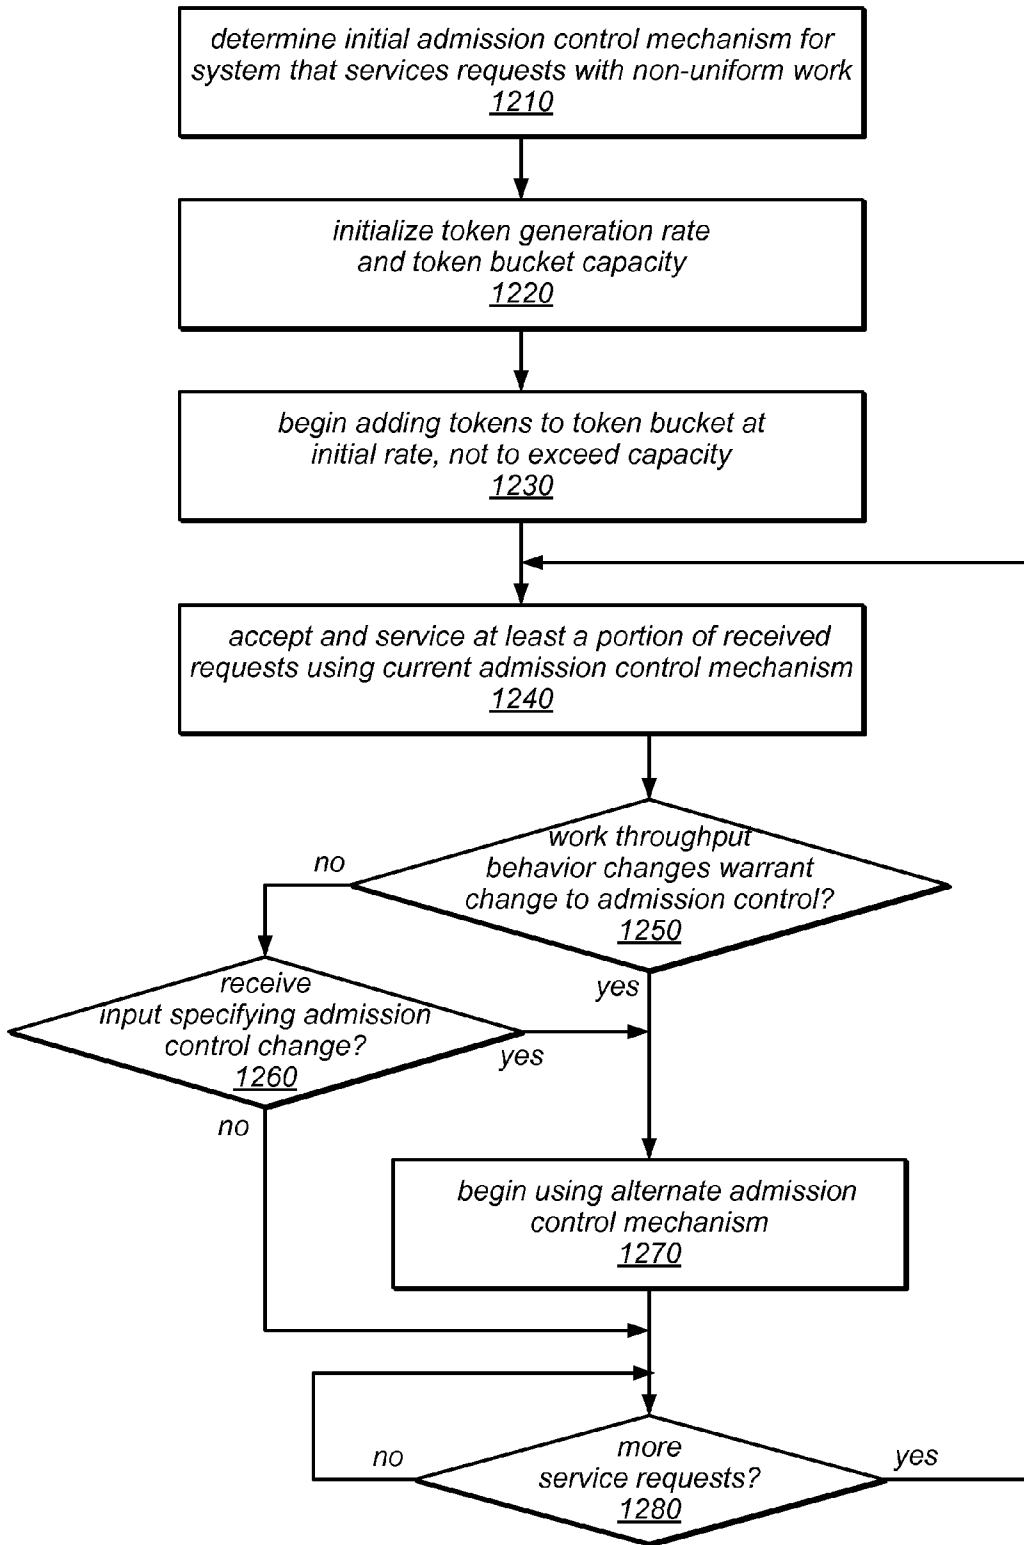 determine initial admission control mechanism for
system that services requests with non-uniform work
1210
initialize token generation rate
and token bucket capacity
1220
begin adding tokens to token bucket at
initial rate, not to exceed capacity
1230
accept and service at least a portion of received
requests using current admission control mechanism
1240
work throughput
behavior changes warrant
change to admission control?
1250
no
yes
receive
input specifying admission
control change?
1260
yes
no
begin using alternate admission
control mechanism
1270
more
service requests?
1280
no
yes